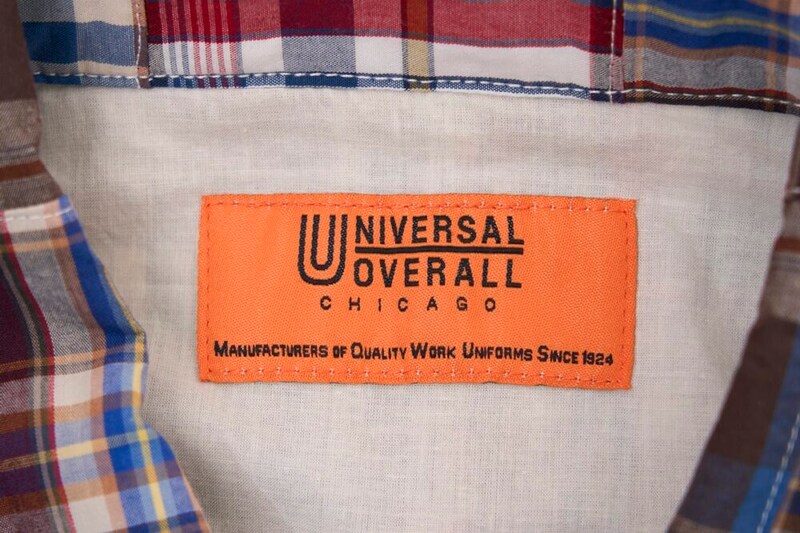 UNIVERSAL
OVERALL
CHICAGO
MANUFACTURERS OF QUALITY WORK UNIFORMS SINCE 1924